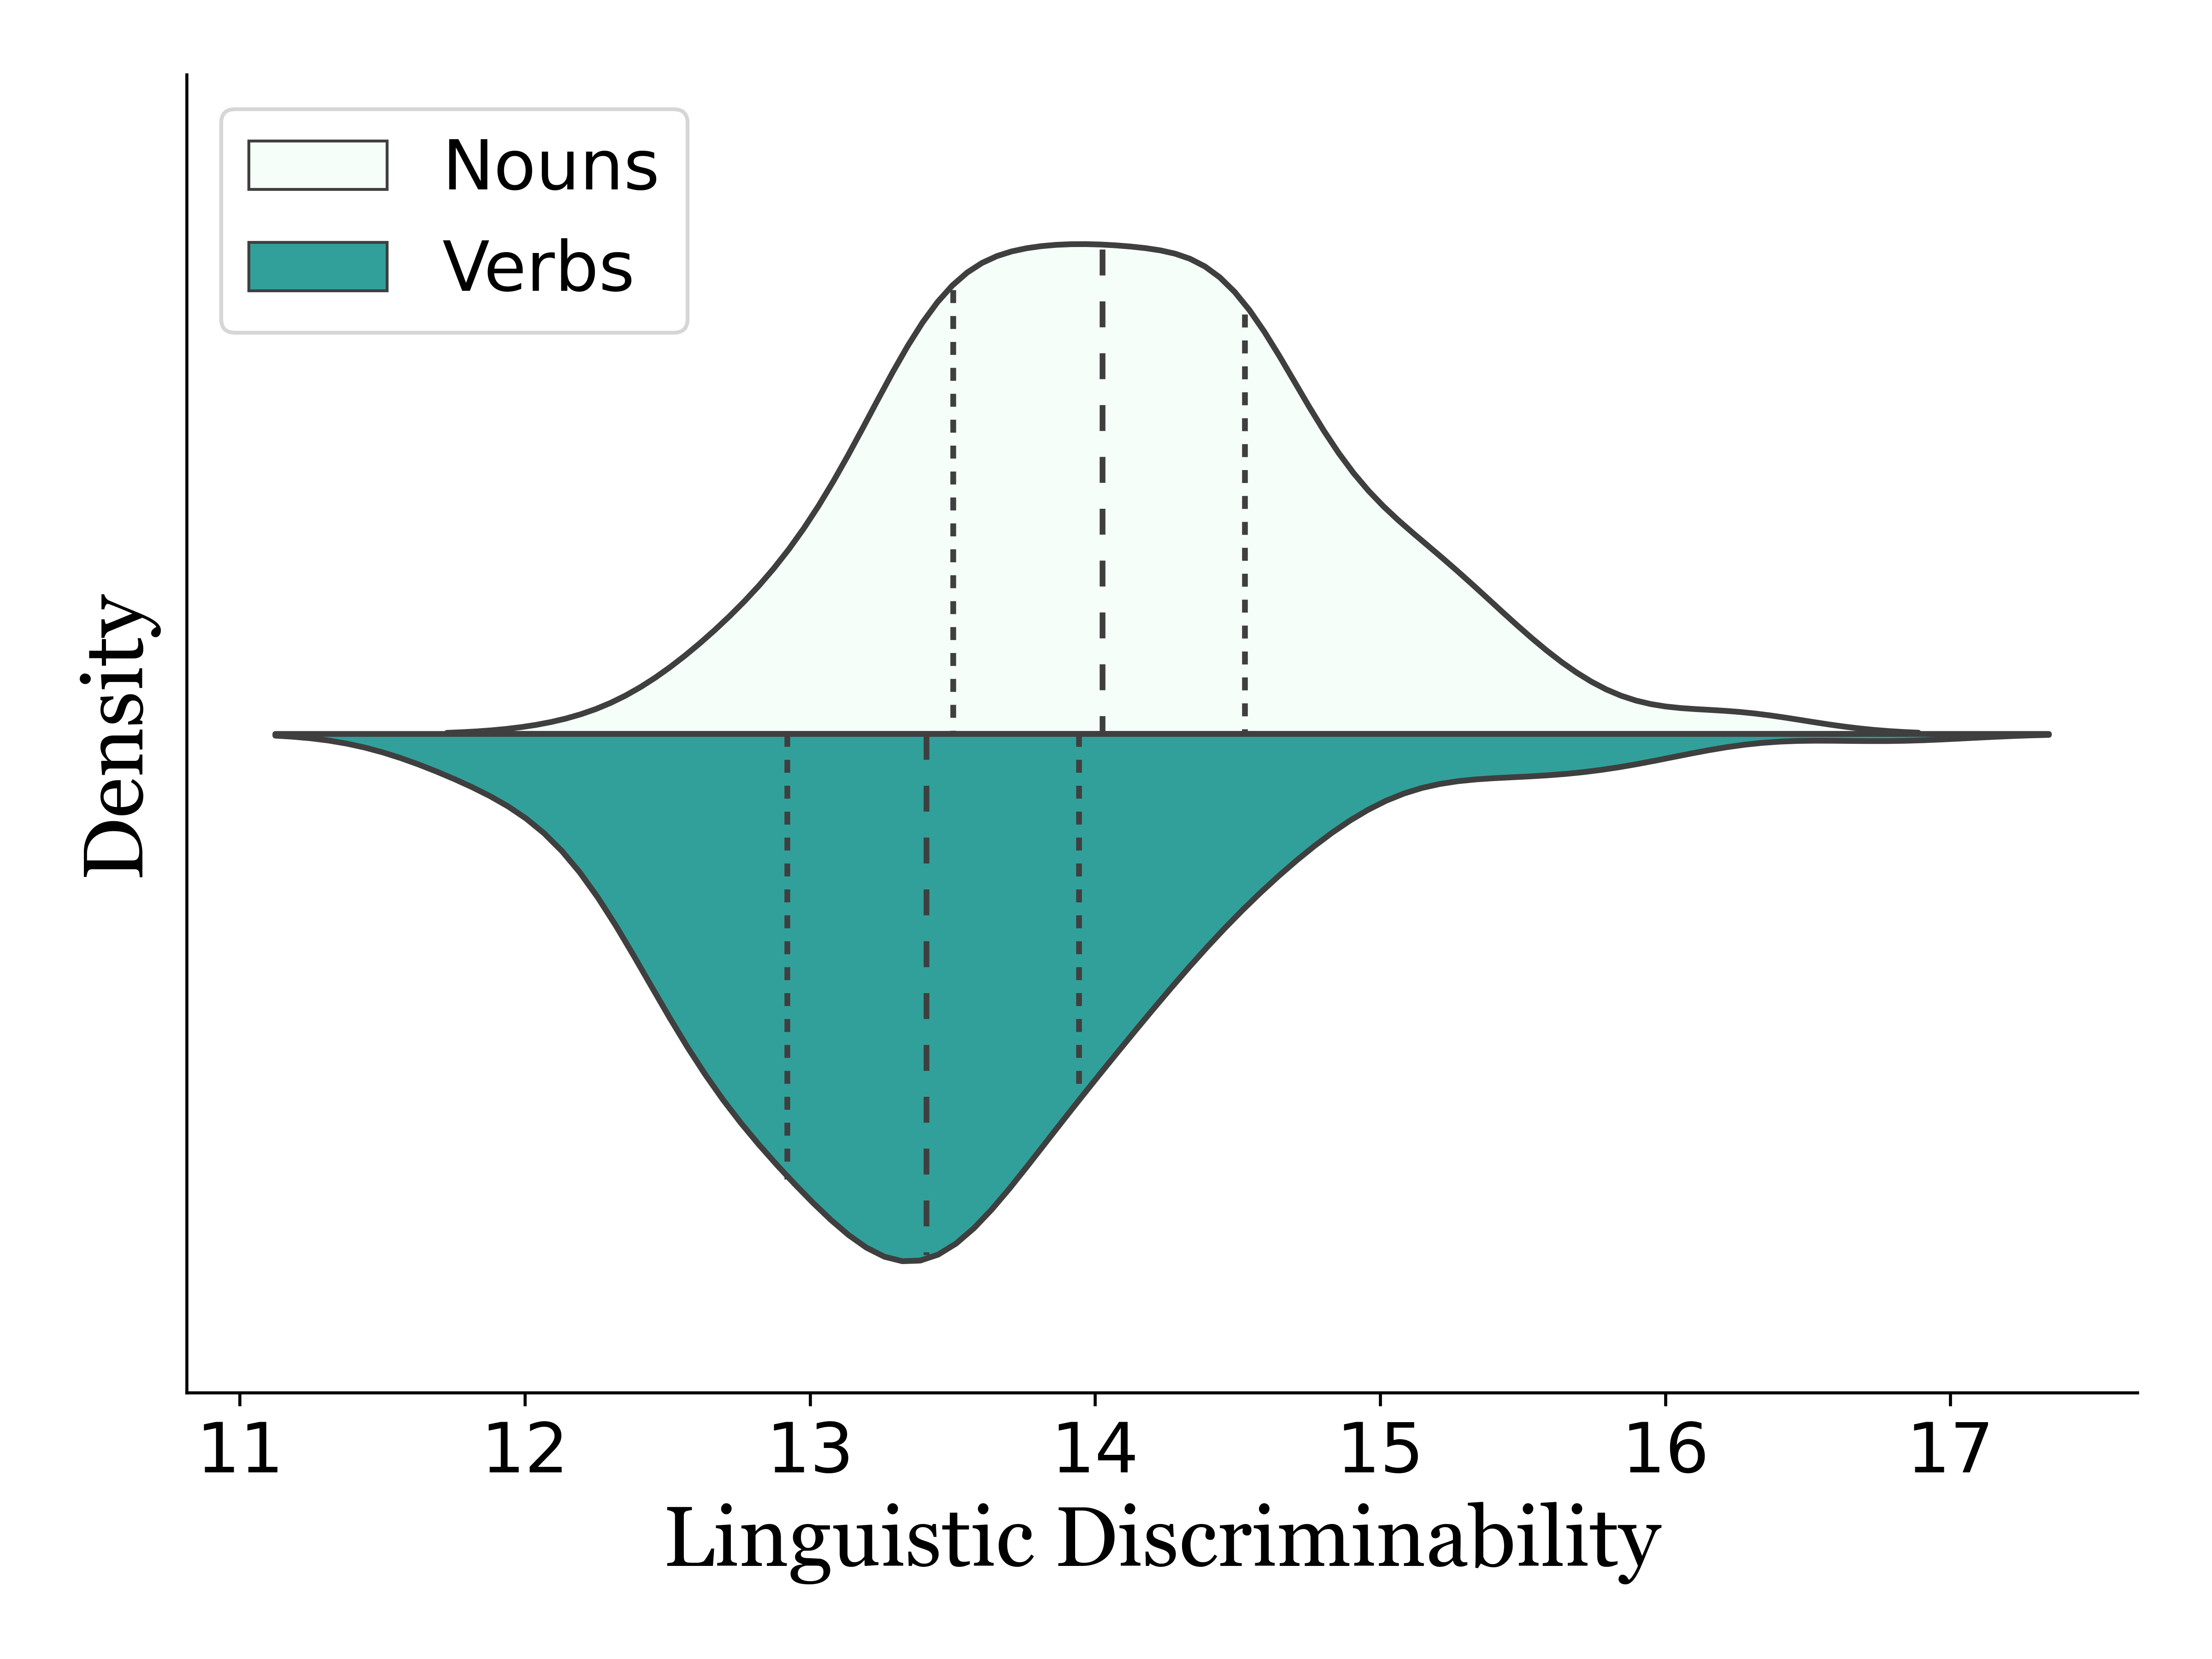 Nouns
Verbs
Density
11 12 13 14 15 16 17
Linguistic Discriminability